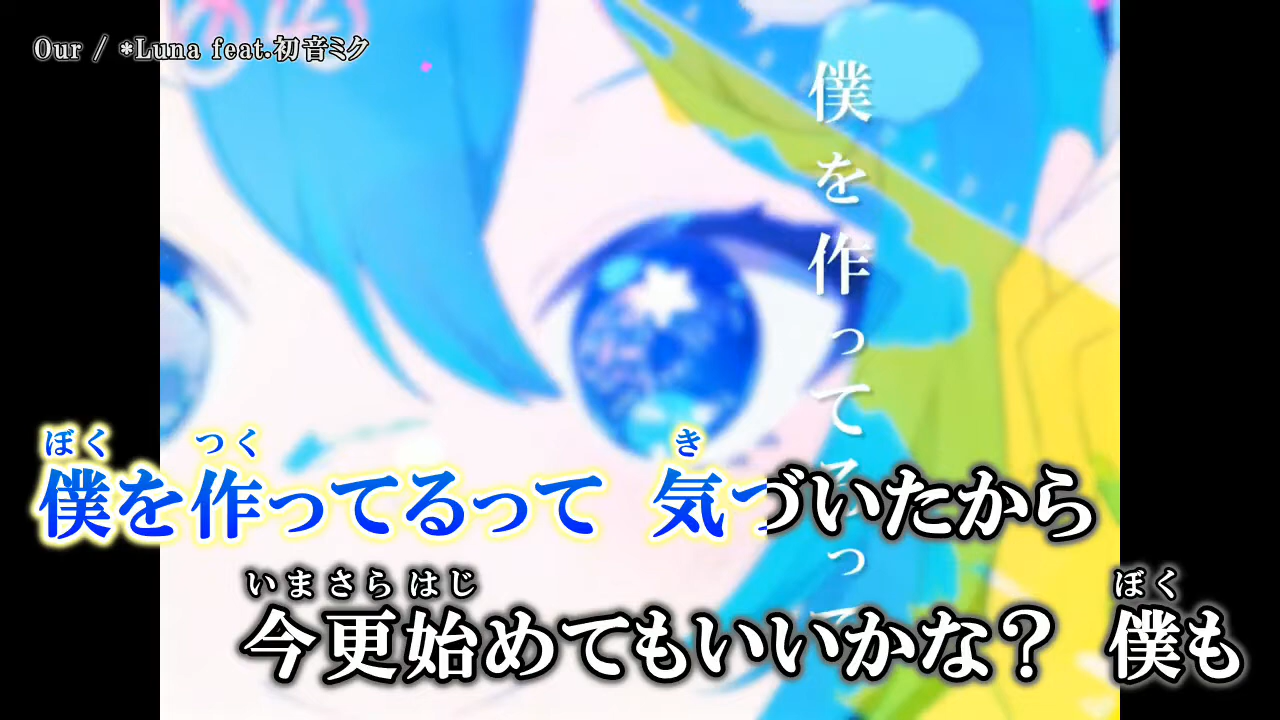 Our / *Luna feat.初音ミク
僕を作ってるって
ぼく つく き
僕を作ってるって 気づいたから
いまさら はじ ぼく
今更始めてもいいかな？ 僕も